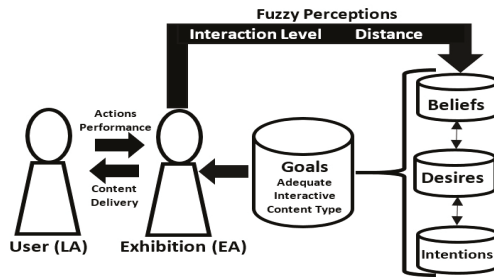 Fuzzy Perceptions
Interaction Level Distance
Actions
Performance
Content
Delivery
User (LA)
Exhibition (EA)
Goals
Adequate
Interactive
Content Type
Beliefs
Desires
Intentions